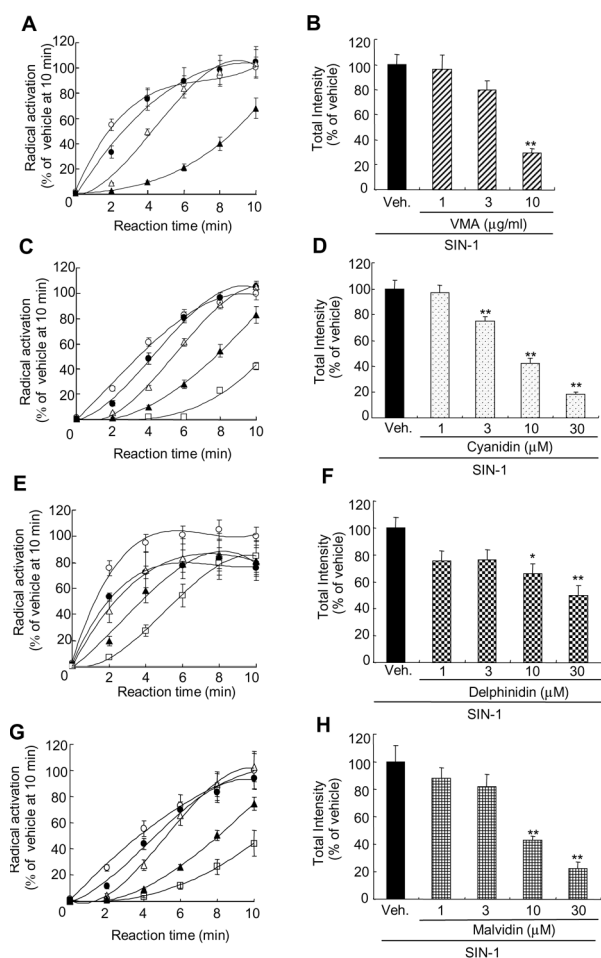 A
Radical activation
(% of vehicle at 10 min)
120
100
80
60
40
20
0 2 4 6 8 10
Reaction time (min)
B
Total Intensity
(% of vehicle)
120
100
80
60
40
20
0
**
Veh. 1 3 10
VMA (µg/ml)
SIN-1
C
Radical activation
(% of vehicle at 10 min)
120
100
80
60
40
20
0 2 4 6 8 10
Reaction time (min)
D
Total Intensity
(% of vehicle)
120
100
80
60
40
20
0
** ** **
Veh. 1 3 10 30
Cyanidin (µM)
SIN-1
E
Radical activation
(% of vehicle at 10 min)
120
100
80
60
40
20
0 2 4 6 8 10
Reaction time (min)
F
Total Intensity
(% of vehicle)
120
100
80
60
40
20
0
* **
Veh. 1 3 10 30
Delphinidin (µM)
SIN-1
G
Radical activation
(% of vehicle at 10 min)
120
100
80
60
40
20
0 2 4 6 8 10
Reaction time (min)
H
Total Intensity
(% of vehicle)
120
100
80
60
40
20
0
** **
Veh. 1 3 10 30
Malvidin (µM)
SIN-1